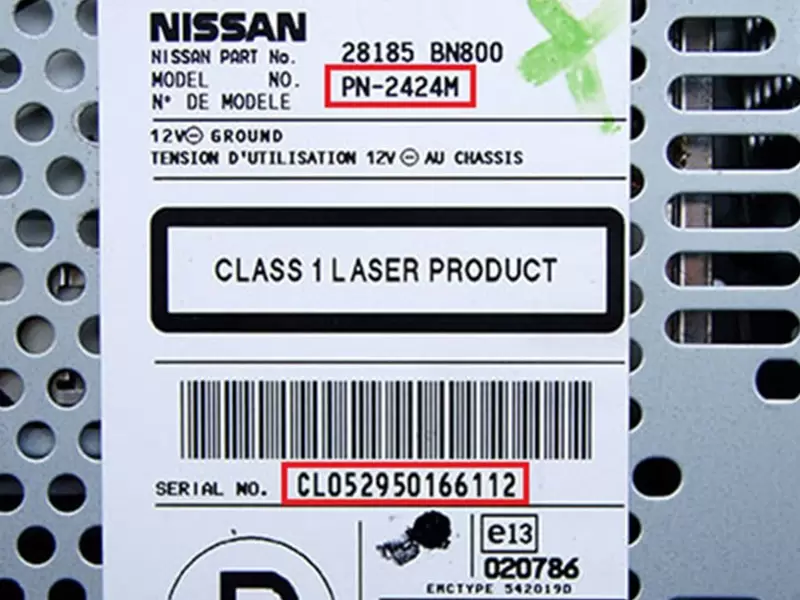 NISSAN
NISSAN PART No. 28185 BN800
MODEL NO. PN-2424M
N° DE MODELE
12V⊖ GROUND
TENSION D'UTILISATION 12V ⊖ AU CHASSIS
CLASS 1 LASER PRODUCT
SERIAL NO. CL052950166112
e13
020786
EMCTYPE 542019D